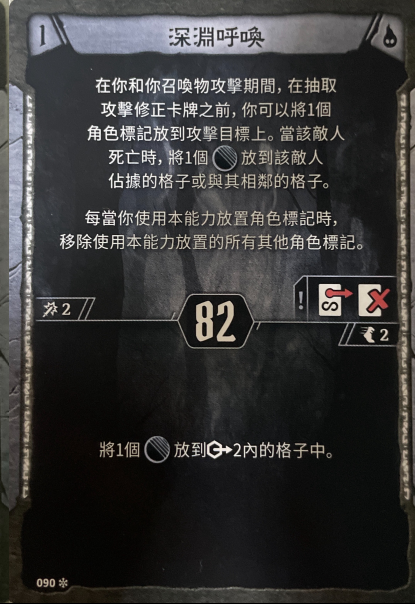 1 深淵呼喚
在你和你召喚物攻擊期間，在抽取
攻擊修正卡牌之前，你可以將1個
角色標記放到攻擊目標上。當該敵人
死亡時，將1個 放到該敵人
佔據的格子或與其相鄰的格子。
每當你使用本能力放置角色標記時，
移除使用本能力放置的所有其他角色標記。
2
82
! S
2
將1個 放到 2內的格子中。
090